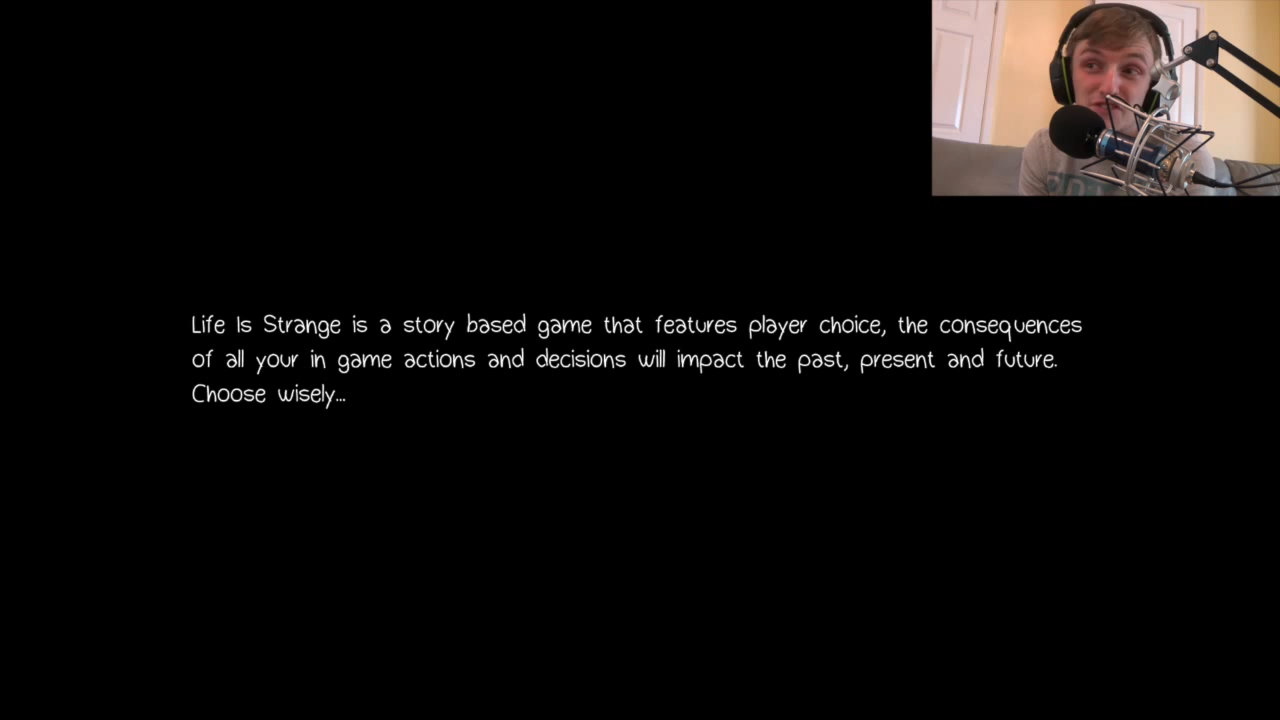 Life Is Strange is a story based game that features player choice, the consequences
of all your in game actions and decisions will impact the past, present and future.
Choose wisely...